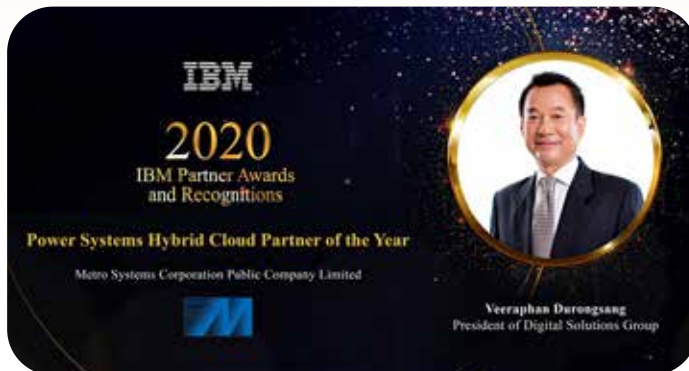 IBM
2020
IBM Partner Awards
and Recognitions
Power Systems Hybrid Cloud Partner of the Year
Metro Systems Corporation Public Company Limited
Veeraphan Durongsang
President of Digital Solutions Group